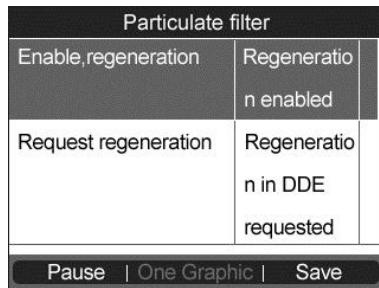 Particulate filter
Enable,regeneration Regeneratio
n enabled
Request regeneration Regeneratio
n in DDE
requested
Pause | One Graphic | Save